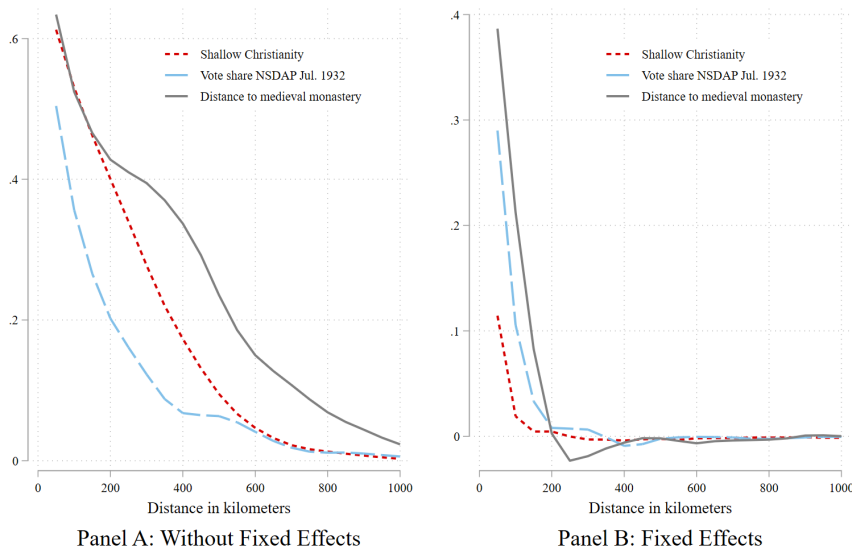 .6
.4
.2
0
0
200
400
600
800
1000
Shallow Christianity
Vote share NSDAP Jul. 1932
Distance to medieval monastery
Distance in kilometers
Panel A: Without Fixed Effects
.4
.3
.2
.1
0
0
200
400
600
800
1000
Shallow Christianity
Vote share NSDAP Jul. 1932
Distance to medieval monastery
Distance in kilometers
Panel B: Fixed Effects